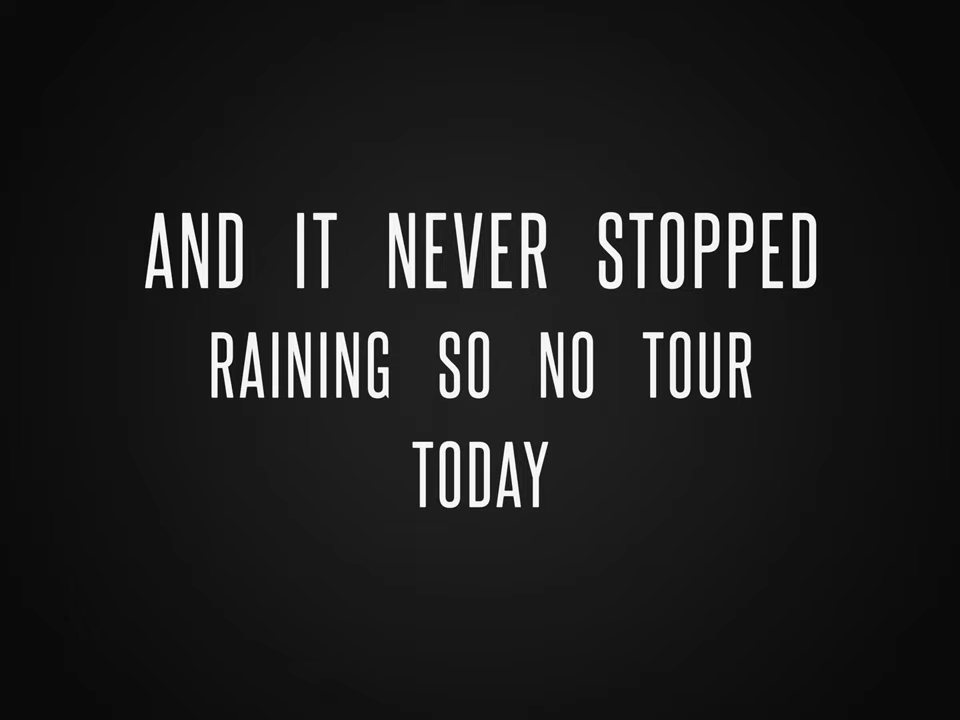 AND IT NEVER STOPPED
RAINING SO NO TOUR
TODAY